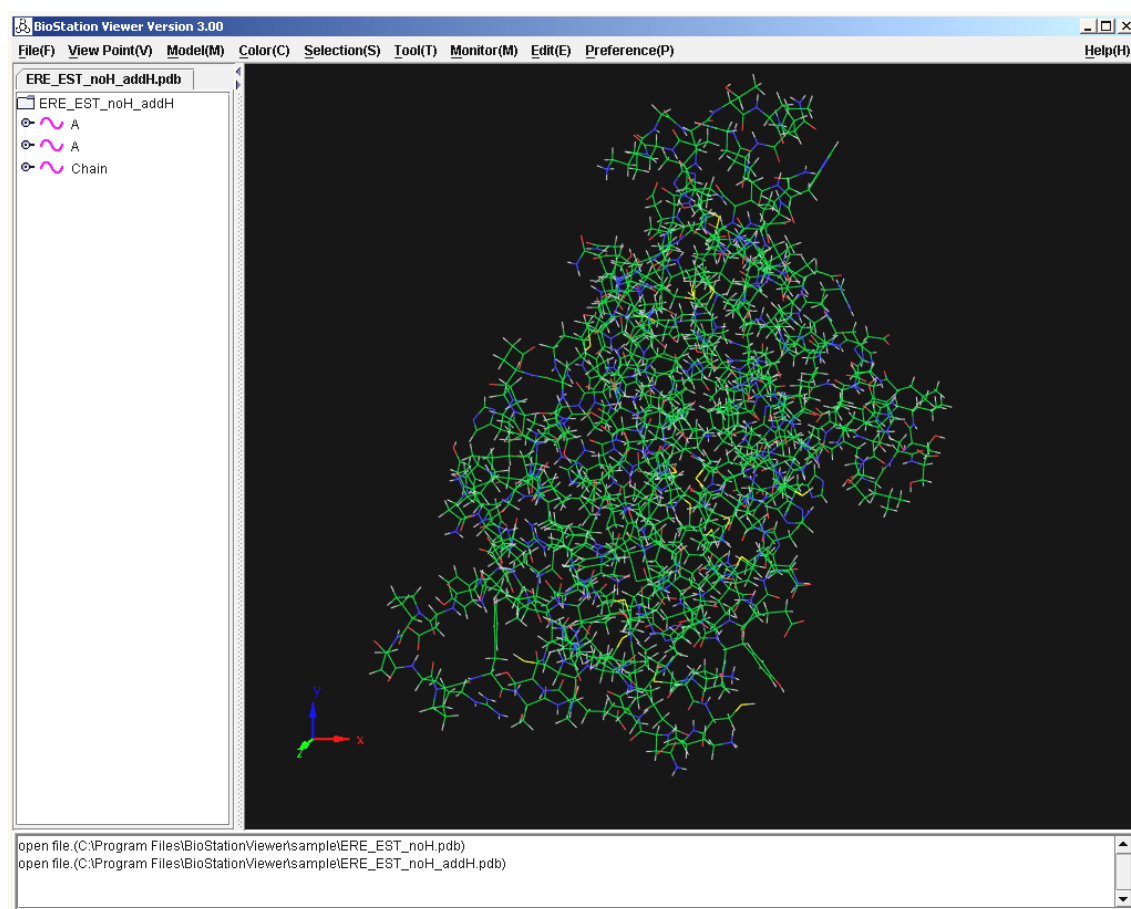 BioStation Viewer Version 3.00
File(F) View Point(V) Model(M) Color(C) Selection(S) Tool(T) Monitor(M) Edit(E) Preference(P) Help(H)
ERE_EST_noH_addH.pdb
ERE_EST_noH_addH
A
A
Chain
y
x
z
open file.(C:\Program Files\BioStationViewer\sample\ERE_EST_noH.pdb)
open file.(C:\Program Files\BioStationViewer\sample\ERE_EST_noH_addH.pdb)